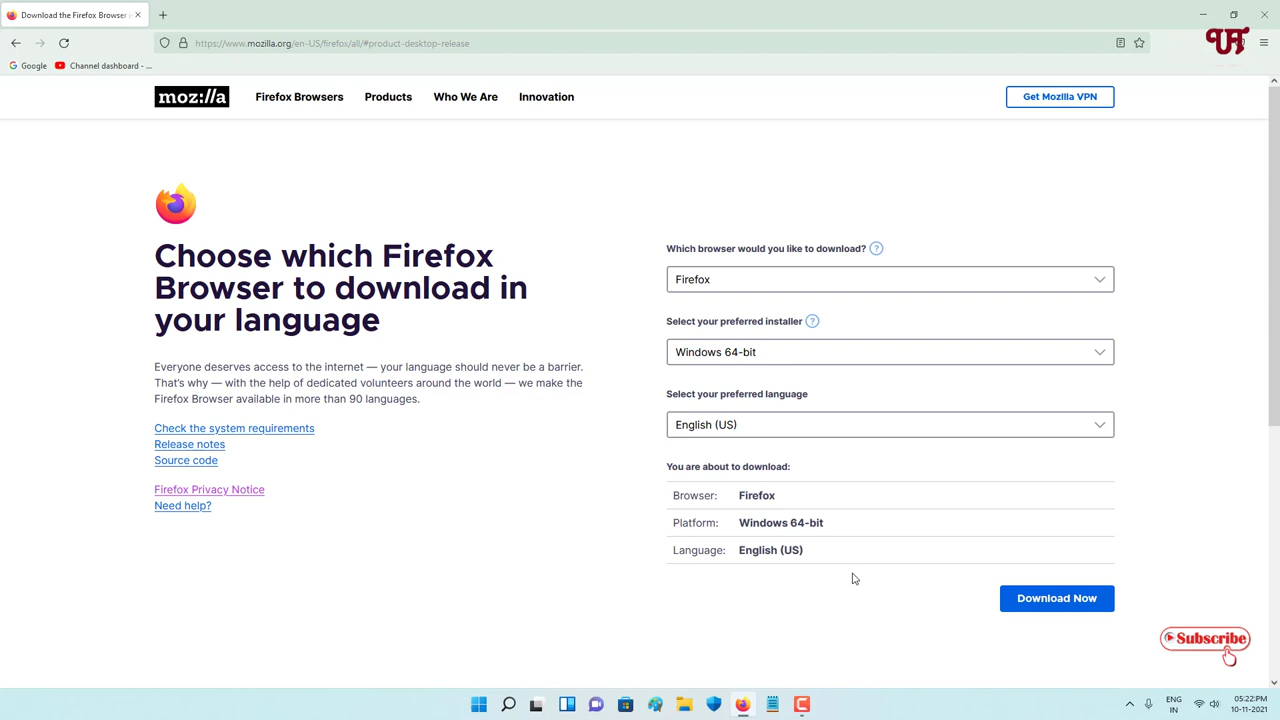 Download the Firefox Browser
https://www.mozilla.org/en-US/firefox/all/#product-desktop-release
UT
Google
Channel dashboard - ...
moz://a
Firefox Browsers
Products
Who We Are
Innovation
Get Mozilla VPN
Choose which Firefox
Browser to download in
your language
Everyone deserves access to the internet — your language should never be a barrier.
That's why — with the help of dedicated volunteers around the world — we make the
Firefox Browser available in more than 90 languages.
Check the system requirements
Release notes
Source code
Firefox Privacy Notice
Need help?
Which browser would you like to download? ?
Firefox
Select your preferred installer ?
Windows 64-bit
Select your preferred language
English (US)
You are about to download:
Browser: Firefox
Platform: Windows 64-bit
Language: English (US)
Download Now
Subscribe
ENG
IN
05:22:PM
10-11-2021